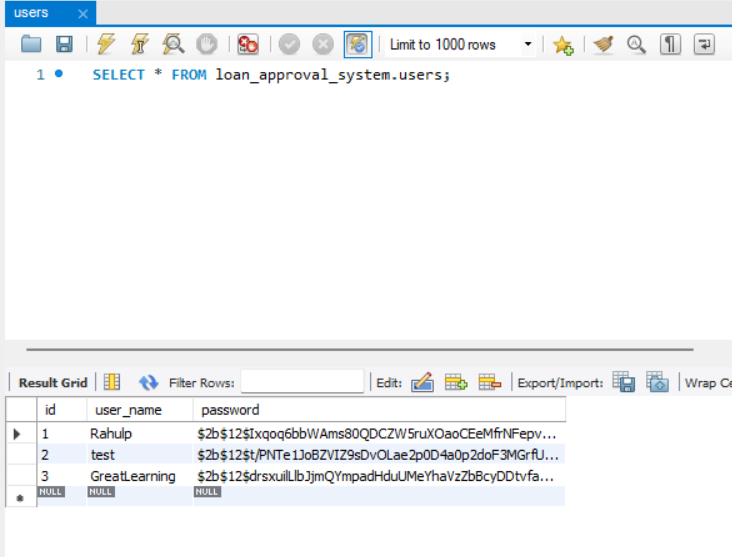 users
Limit to 1000 rows
1 SELECT * FROM loan_approval_system.users;
Result Grid Filter Rows: Edit: Export/Import: Wrap Ce
id user_name password
1 Rahulp $2b$12$Ixqoq6bbWAms80QDCZW5ruXOaoCEeMfrNFepv...
2 test $2b$12$t/PNTe1JoBZVIZ9sDvOLae2p0D4a0p2doF3MGrfU...
3 GreatLearning $2b$12$drsxuilLlbJjmQYmpadHduUMeYhaVzZbBcyDDtvfa...
NULL NULL NULL